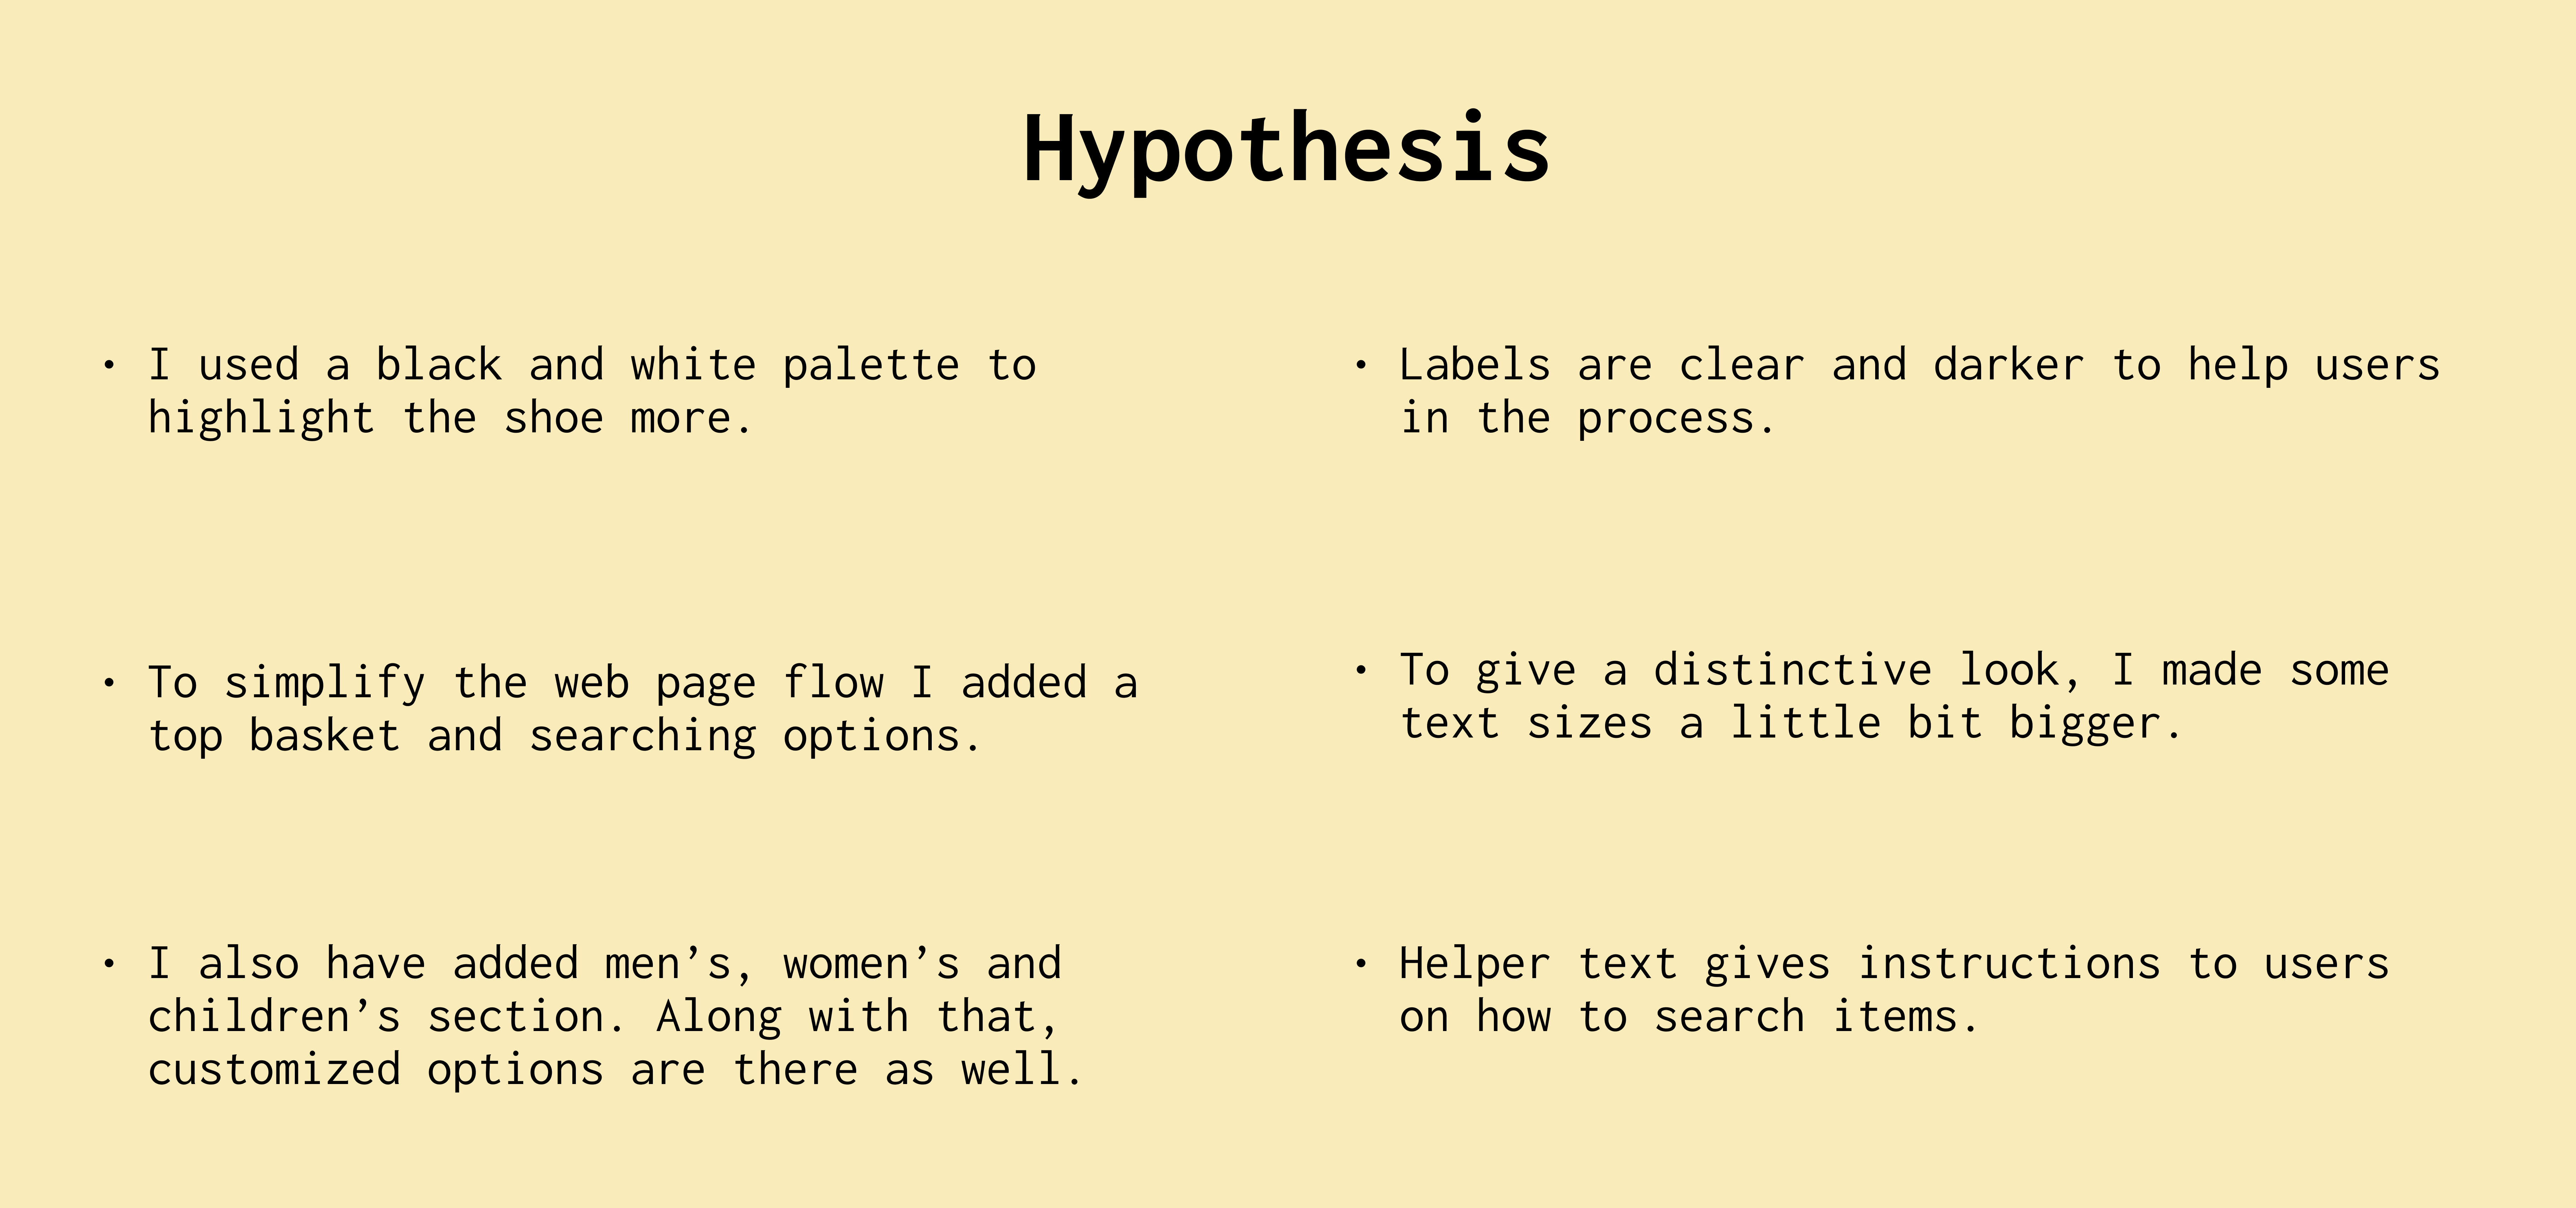 Hypothesis
• I used a black and white palette to
highlight the shoe more.
• To simplify the web page flow I added a
top basket and searching options.
• I also have added men’s, women’s and
children’s section. Along with that,
customized options are there as well.
• Labels are clear and darker to help users
in the process.
• To give a distinctive look, I made some
text sizes a little bit bigger.
• Helper text gives instructions to users
on how to search items.